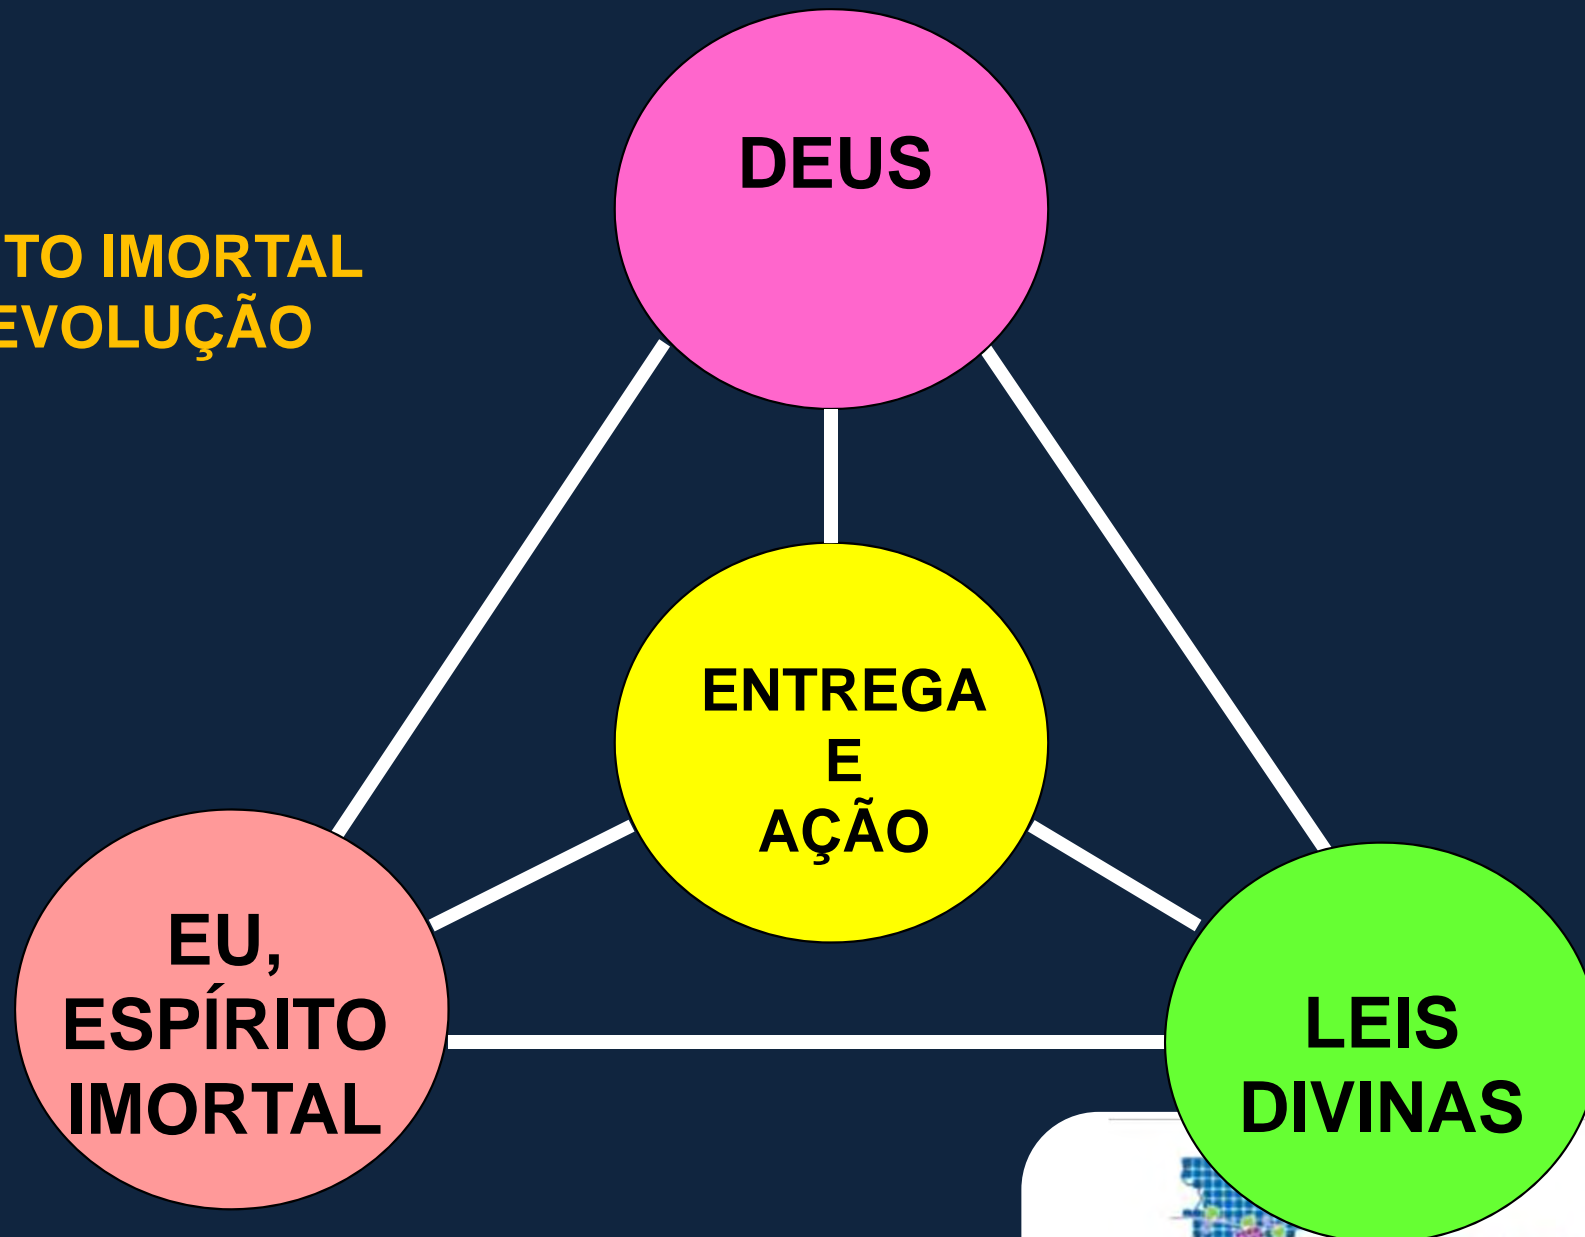 DEUS
TO IMORTAL
EVOLUÇÃO
ENTREGA
E
AÇÃO
EU,
ESPÍRITO
IMORTAL
LEIS
DIVINAS